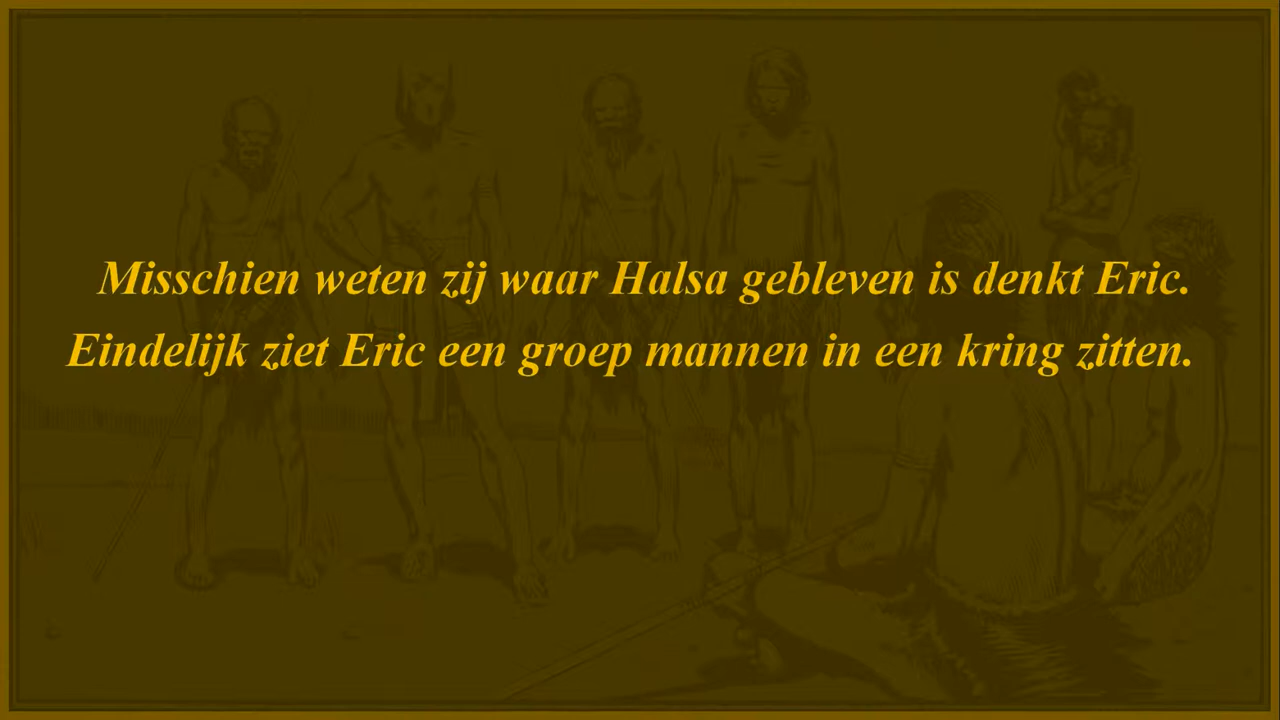 Misschien weten zij waar Halsa gebleven is denkt Eric.
Eindelijk ziet Eric een groep mannen in een kring zitten.